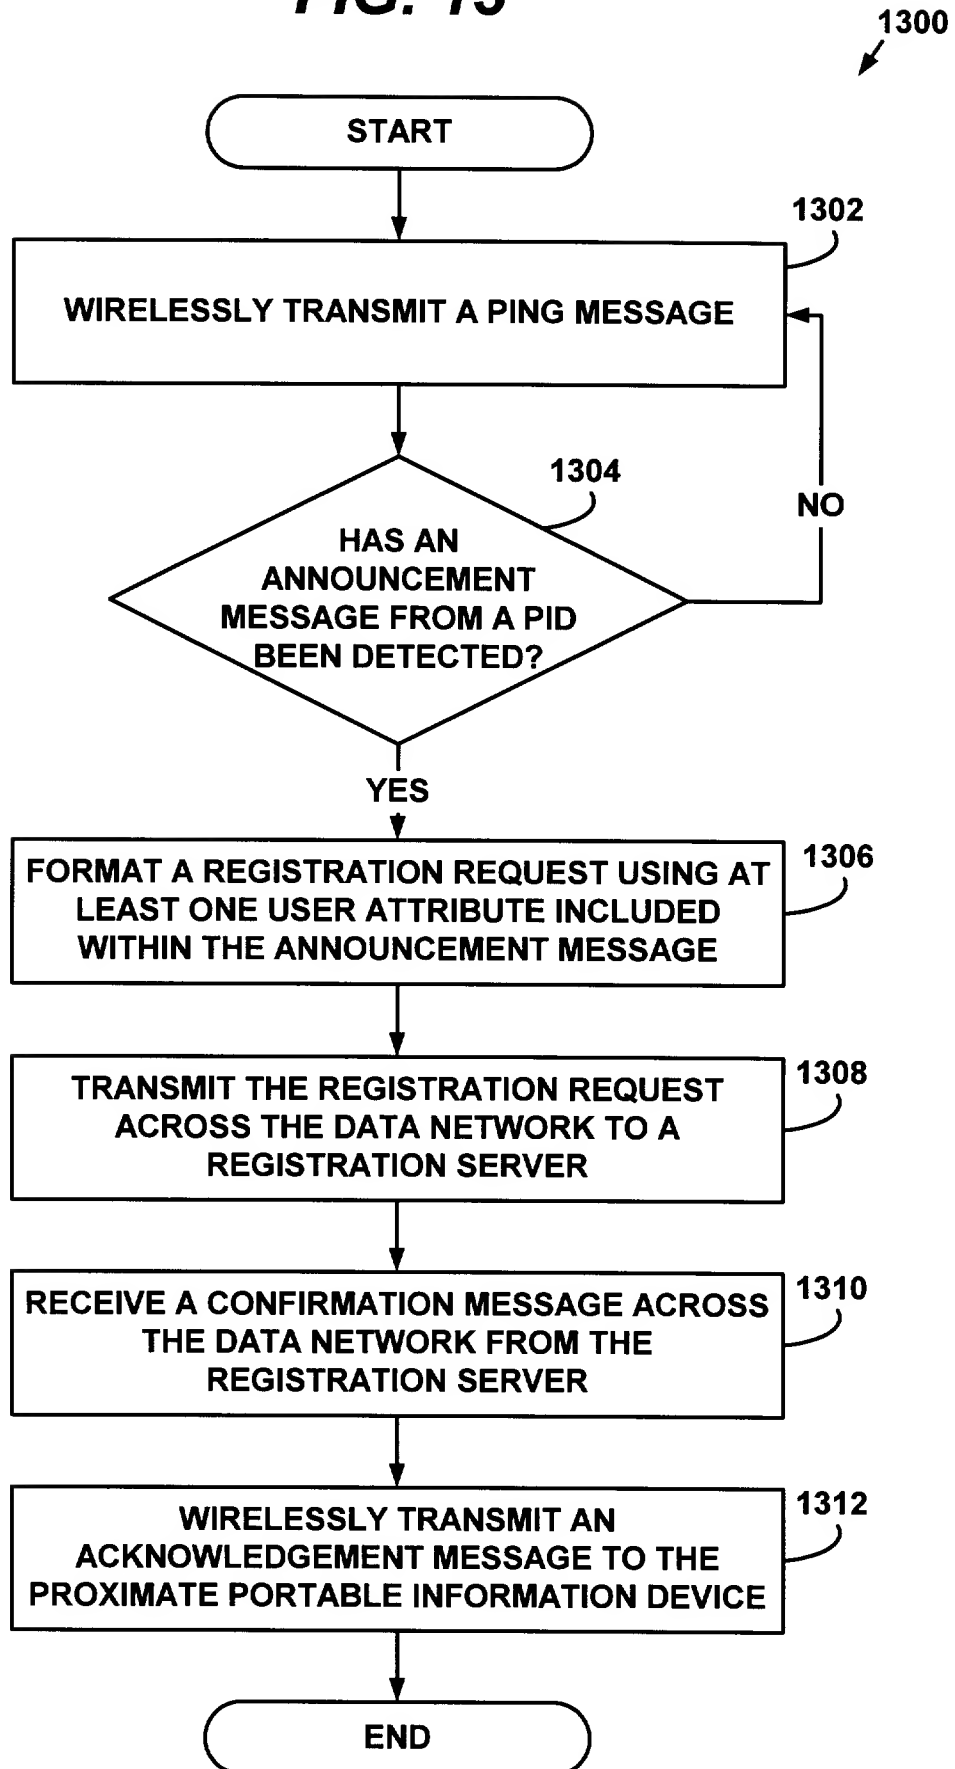 FIG. 13
1300
START
1302
WIRELESSLY TRANSMIT A PING MESSAGE
1304
HAS AN
ANNOUNCEMENT
MESSAGE FROM A PID
BEEN DETECTED?
NO
YES
1306
FORMAT A REGISTRATION REQUEST USING AT
LEAST ONE USER ATTRIBUTE INCLUDED
WITHIN THE ANNOUNCEMENT MESSAGE
1308
TRANSMIT THE REGISTRATION REQUEST
ACROSS THE DATA NETWORK TO A
REGISTRATION SERVER
1310
RECEIVE A CONFIRMATION MESSAGE ACROSS
THE DATA NETWORK FROM THE
REGISTRATION SERVER
1312
WIRELESSLY TRANSMIT AN
ACKNOWLEDGEMENT MESSAGE TO THE
PROXIMATE PORTABLE INFORMATION DEVICE
END